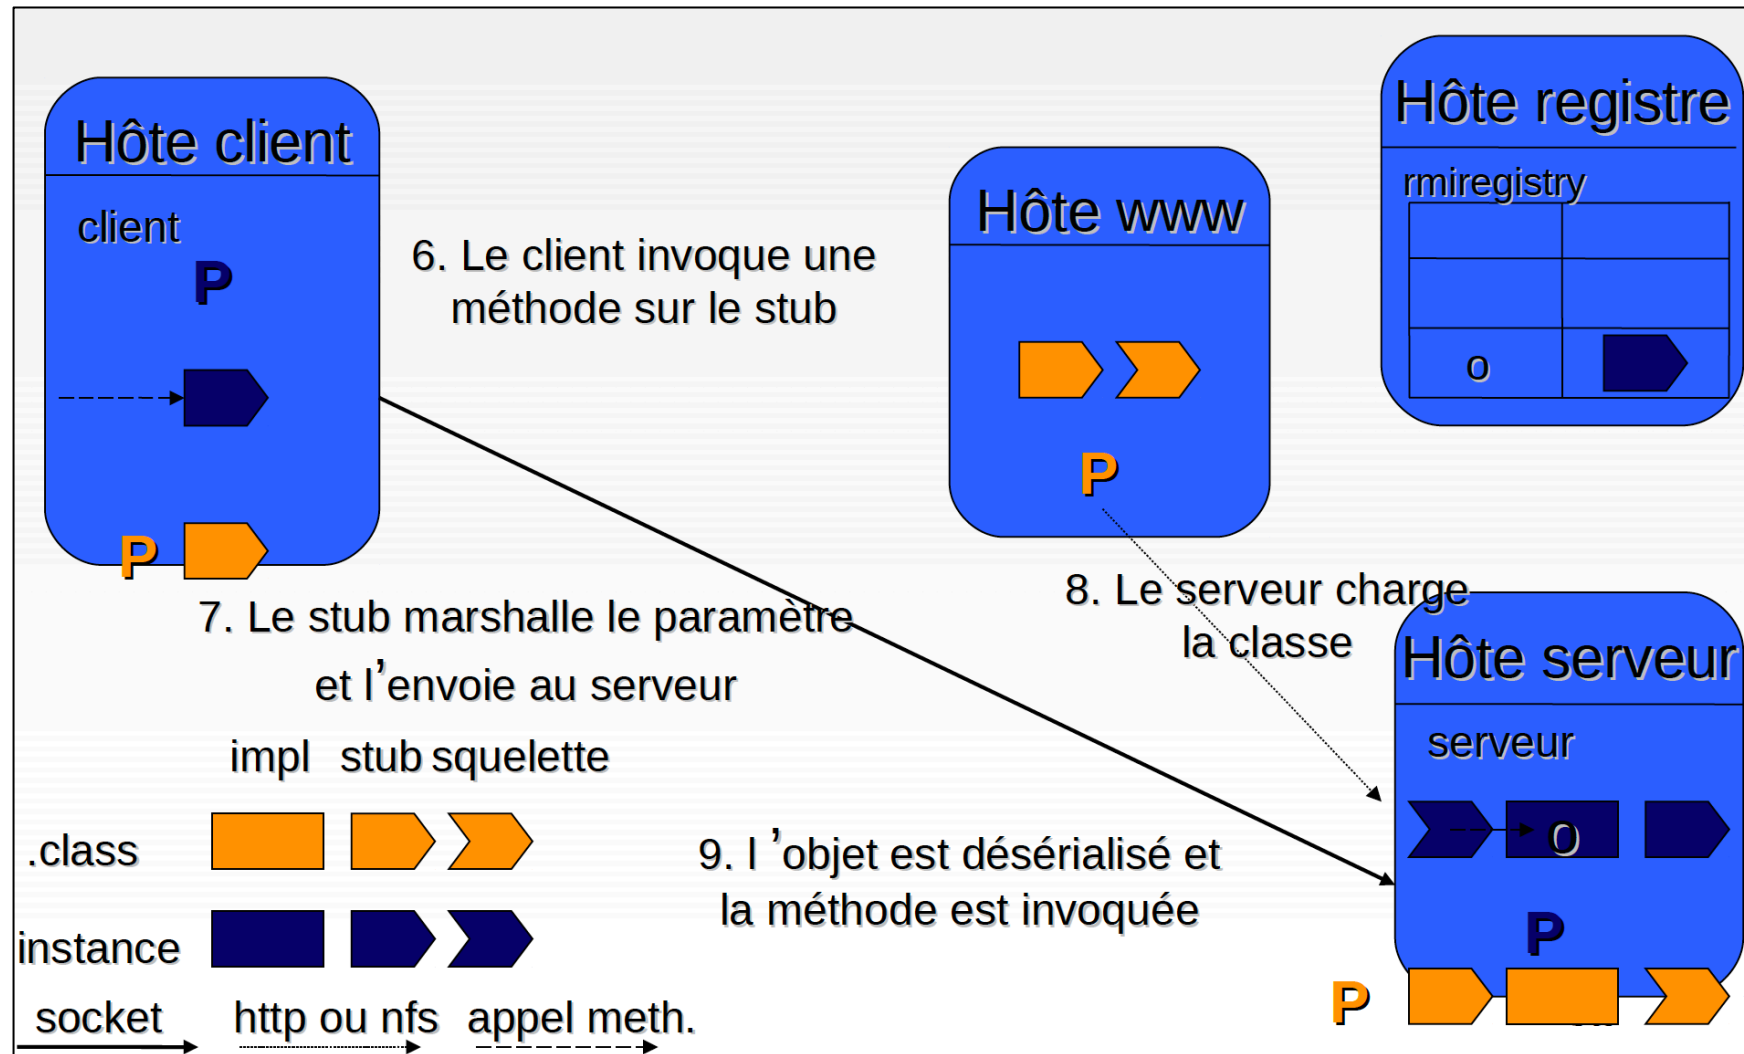 Hôte client
client
P
P
6. Le client invoque une
méthode sur le stub
Hôte www
P
Hôte registre
rmiregistry
o
7. Le stub marshalle le paramètre
et l’envoie au serveur
8. Le serveur charge
la classe
Hôte serveur
serveur
o
P
P
9. l ’objet est désérialisé et
la méthode est invoquée
impl stub squelette
.class
instance
socket http ou nfs appel meth.